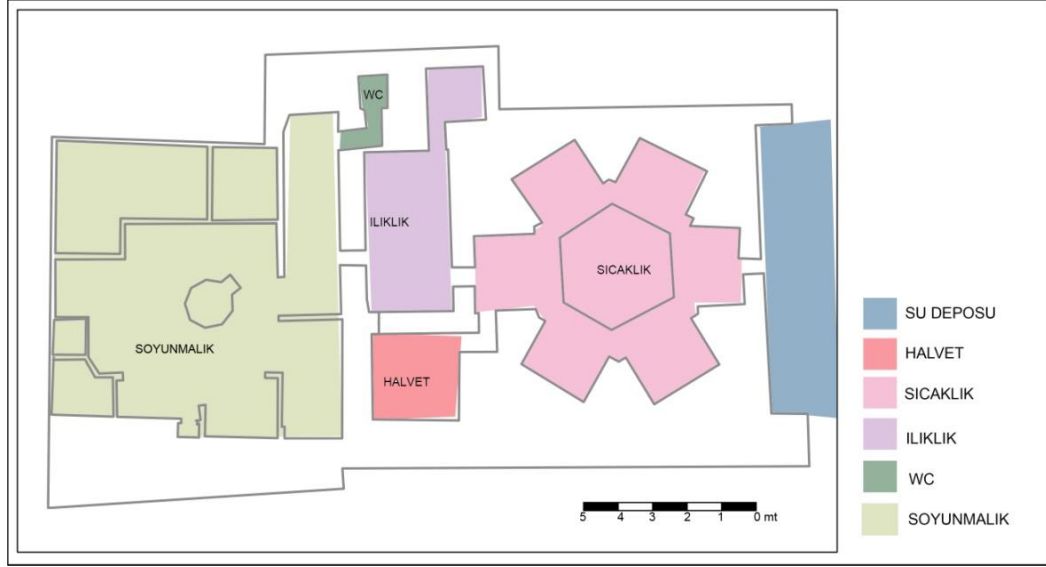 WC
ILIKLIK
SICAKLIK
SOYUNMALIK
HALVET
SU DEPOSU
HALVET
SICAKLIK
ILIKLIK
WC
SOYUNMALIK
5 4 3 2 1 0 mt